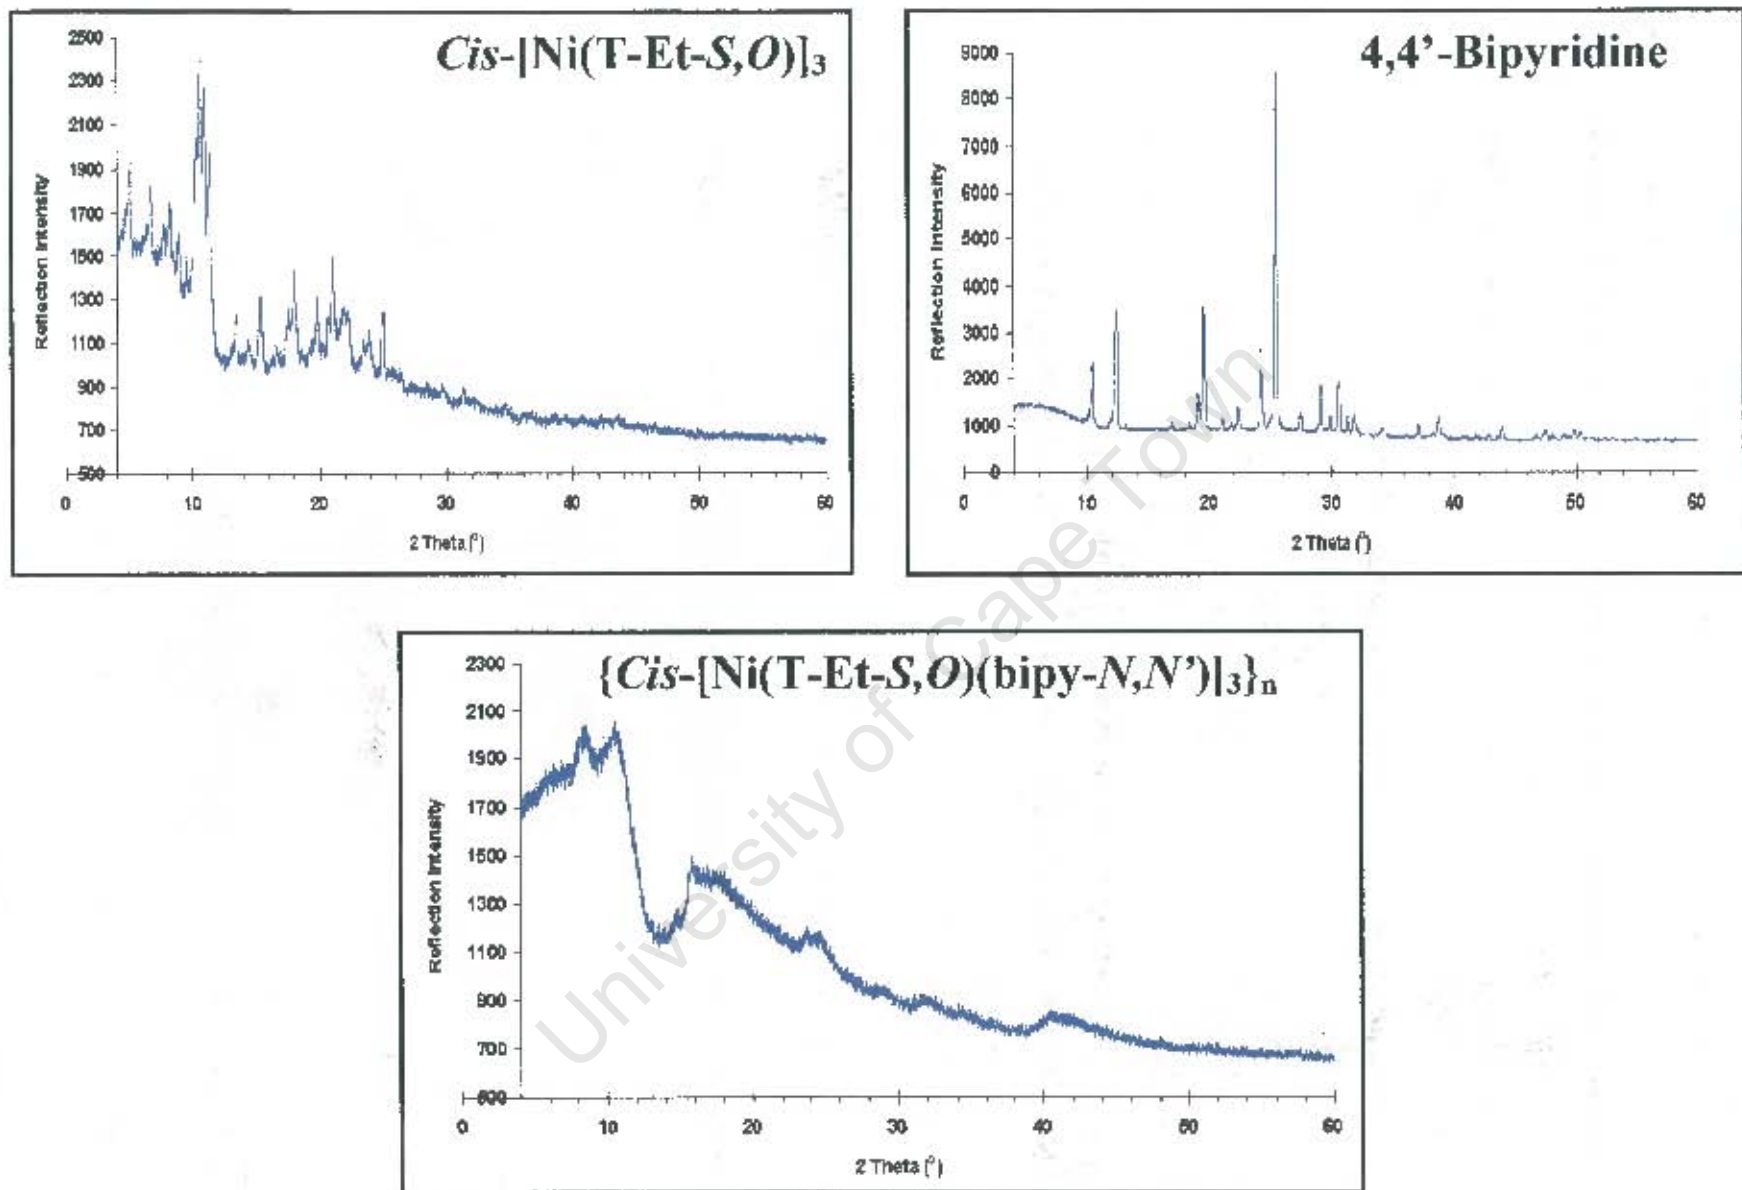 Cis-[Ni(T-Et-S,O)]3
2500
2300
2100
1900
1700
1500
1300
1100
900
700
500
Reflection Intensity
0 10 20 30 40 50 60
2 Theta (°)
4,4'-Bipyridine
9000
8000
7000
6000
5000
4000
3000
2000
1000
0
Reflection Intensity
0 10 20 30 40 50 60
2 Theta (°)
{Cis-[Ni(T-Et-S,O)(bipy-N,N')]3}n
2300
2100
1900
1700
1500
1300
1100
900
700
500
Reflection Intensity
0 10 20 30 40 50 60
2 Theta (°)
University of Cape Town